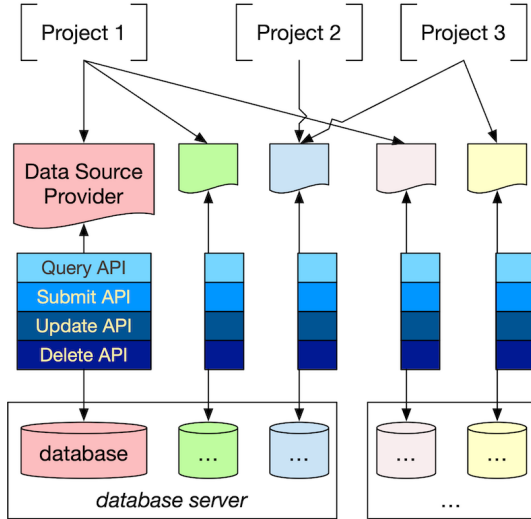 Project 1
Project 2
Project 3
Data Source
Provider
Query API
Submit API
Update API
Delete API
database
...
...
...
...
database server
...